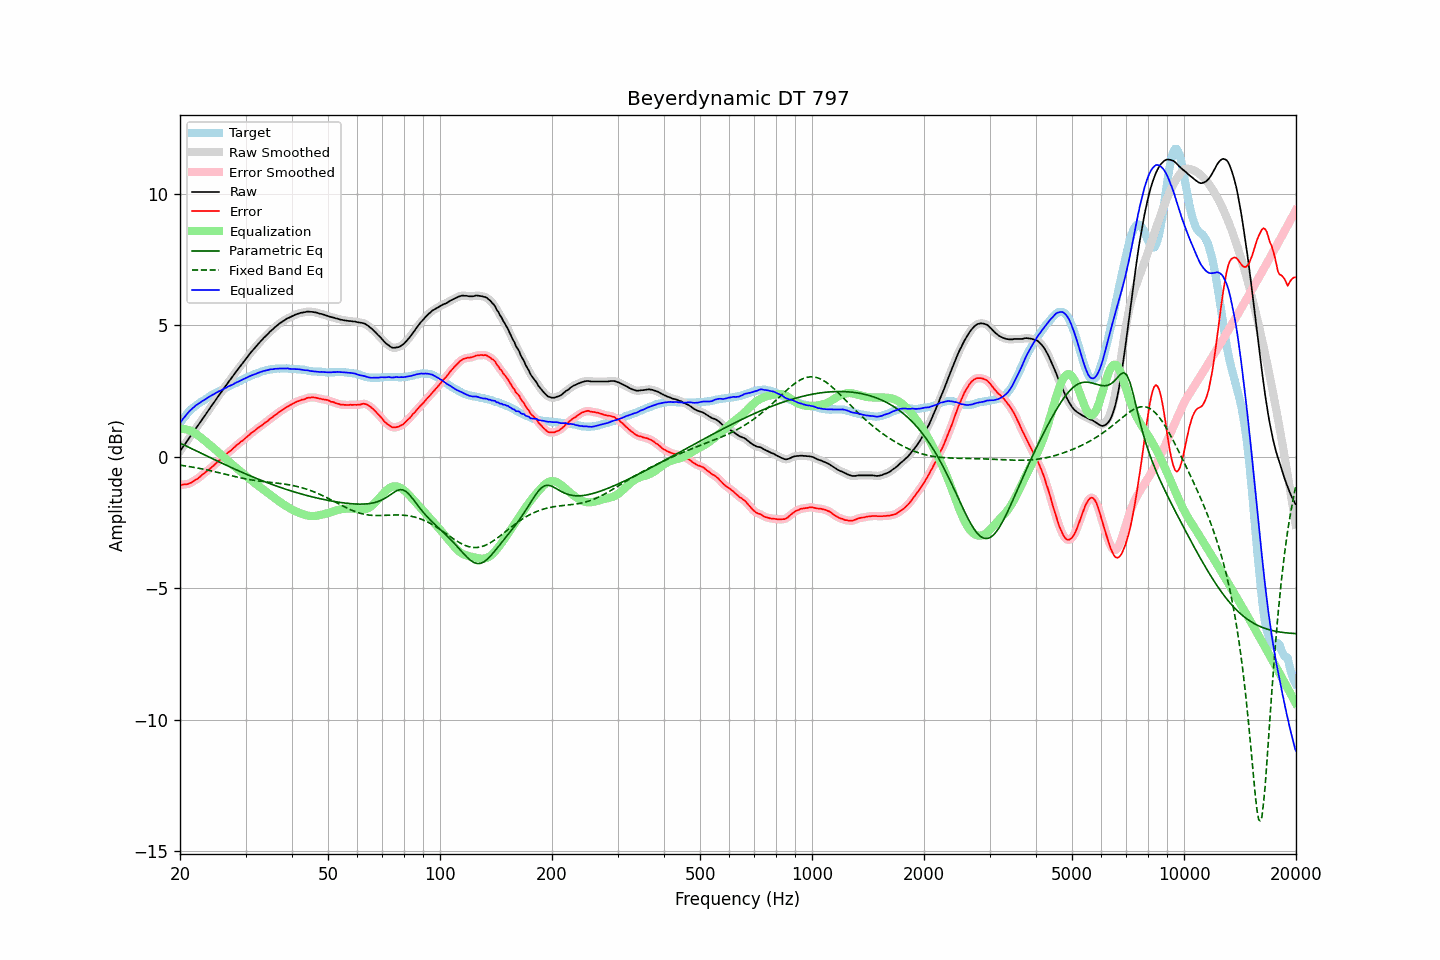 Beyerdynamic DT 797
Target
Raw Smoothed
Error Smoothed
Raw
Error
Equalization
Parametric Eq
Fixed Band Eq
Equalized
Amplitude (dBr)
10
5
0
−5
−10
−15
20
50
100
200
500
1000
2000
5000
10000
20000
Frequency (Hz)